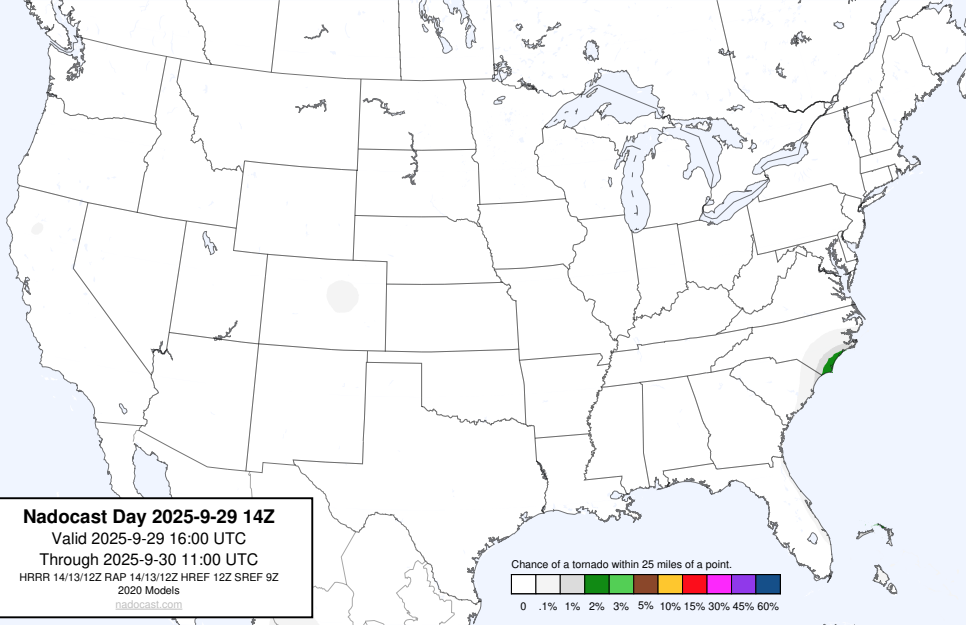 Nadocast Day 2025-9-29 14Z
Valid 2025-9-29 16:00 UTC
Through 2025-9-30 11:00 UTC
HRRR 14/13/12Z RAP 14/13/12Z HREF 12Z SREF 9Z
2020 Models
nadocast.com
Chance of a tornado within 25 miles of a point.
0 .1% 1% 2% 3% 5% 10% 15% 30% 45% 60%